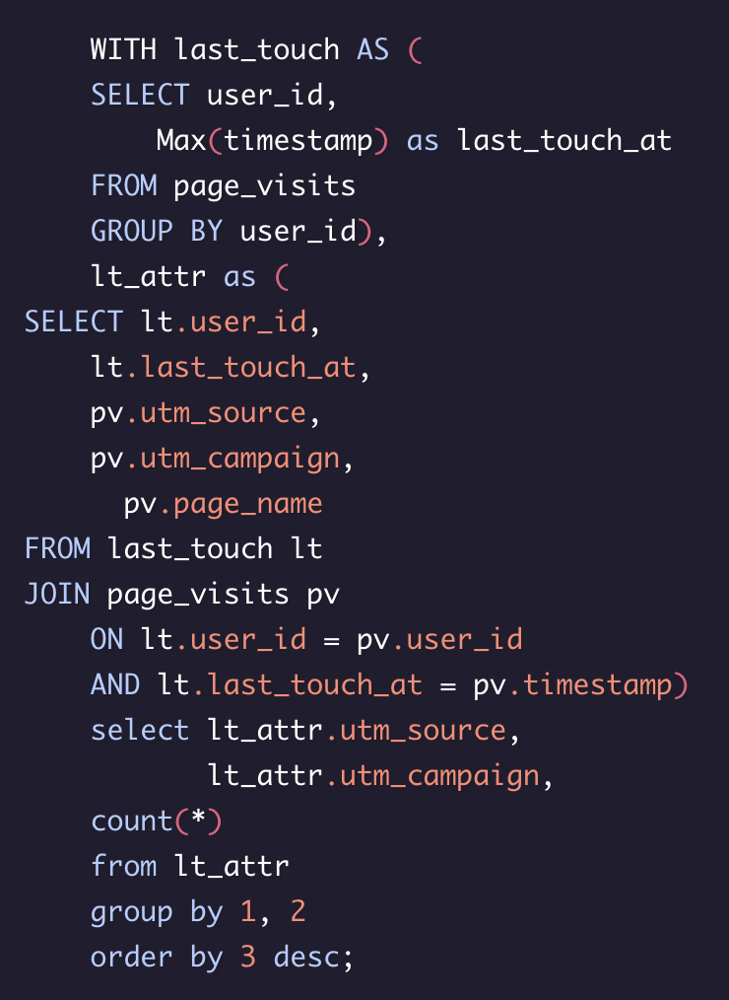 WITH last_touch AS (
SELECT user_id,
Max(timestamp) as last_touch_at
FROM page_visits
GROUP BY user_id),
lt_attr as (
SELECT lt.user_id,
lt.last_touch_at,
pv.utm_source,
pv.utm_campaign,
pv.page_name
FROM last_touch lt
JOIN page_visits pv
ON lt.user_id = pv.user_id
AND lt.last_touch_at = pv.timestamp)
select lt_attr.utm_source,
lt_attr.utm_campaign,
count(*)
from lt_attr
group by 1, 2
order by 3 desc;